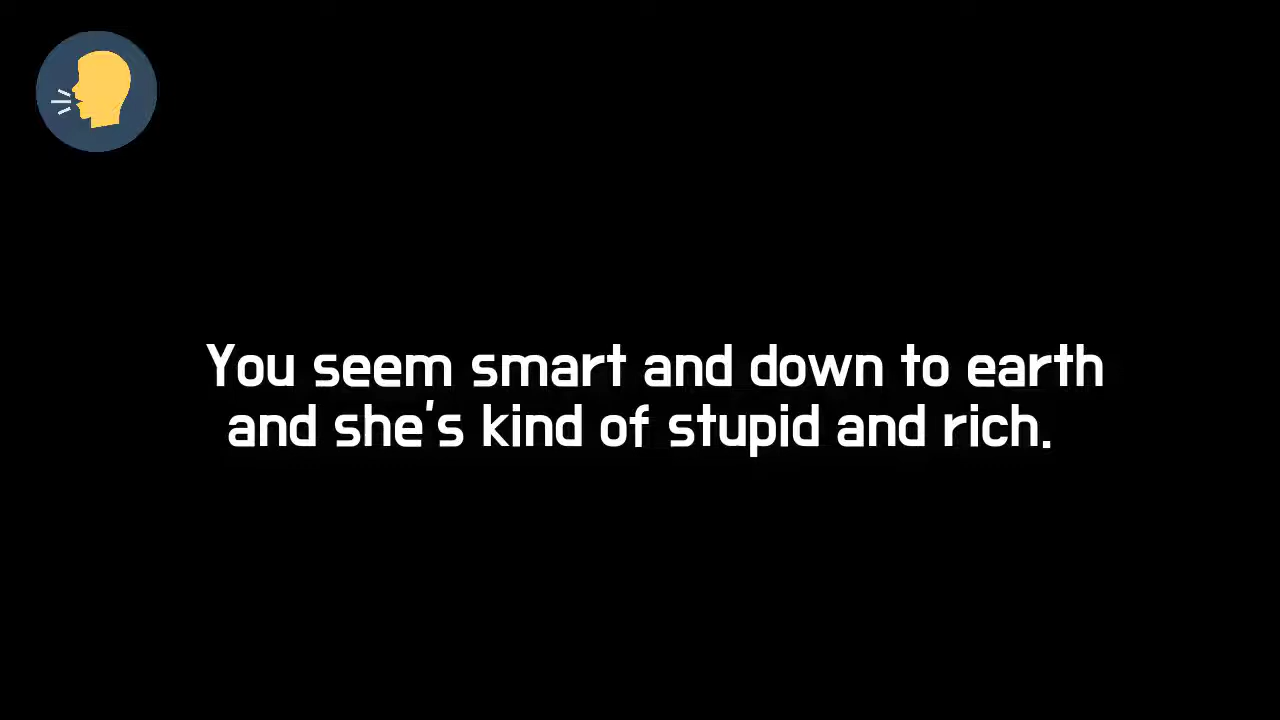 You seem smart and down to earth
and she's kind of stupid and rich.